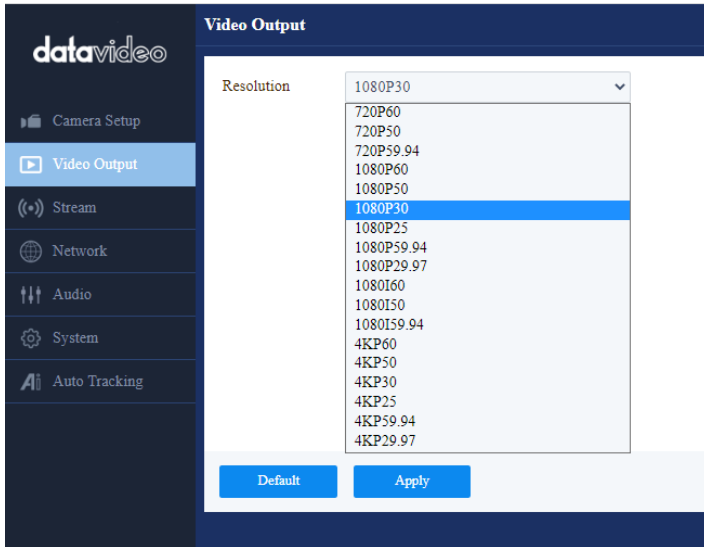 datavideo
Camera Setup
Video Output
Stream
Network
Audio
System
Auto Tracking
Video Output
Resolution
1080P30
720P60
720P50
720P59.94
1080P60
1080P50
1080P30
1080P25
1080P59.94
1080P29.97
1080I60
1080I50
1080I59.94
4KP60
4KP50
4KP30
4KP25
4KP59.94
4KP29.97
Default
Apply